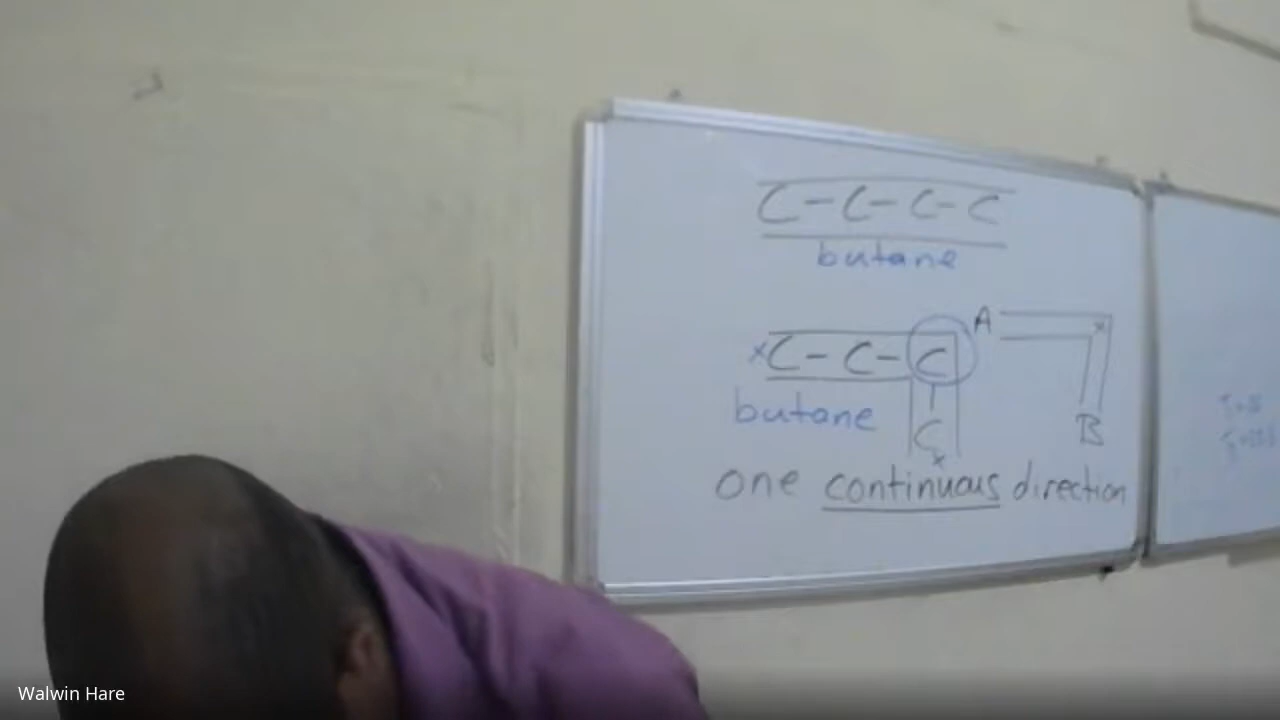 C - C - C - C
butane
A
x C - C - C x
butane
C
B
x
one continuous direction
Walwin Hare